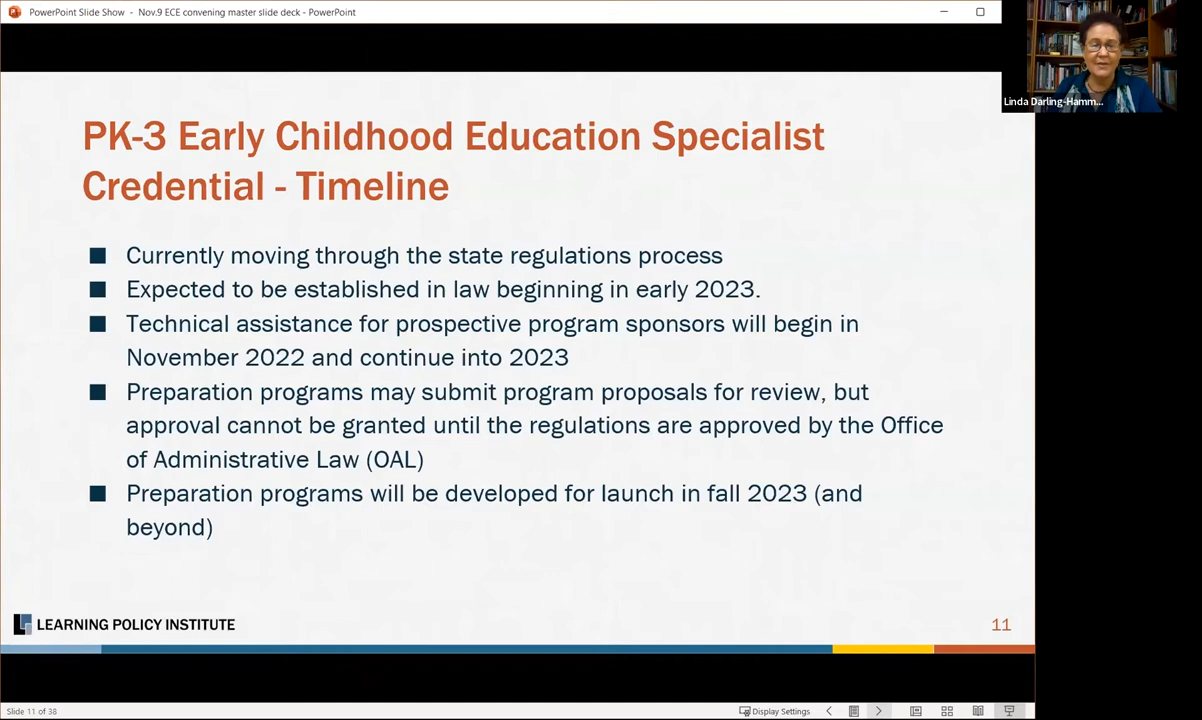 PowerPoint Slide Show - Nov.9 ECE convening master slide deck - PowerPoint
Linda Darling-Hamm...
PK-3 Early Childhood Education Specialist
Credential - Timeline
Currently moving through the state regulations process
Expected to be established in law beginning in early 2023.
Technical assistance for prospective program sponsors will begin in
November 2022 and continue into 2023
Preparation programs may submit program proposals for review, but
approval cannot be granted until the regulations are approved by the Office
of Administrative Law (OAL)
Preparation programs will be developed for launch in fall 2023 (and
beyond)
LEARNING POLICY INSTITUTE
11
Slide 11 of 38
Display Settings